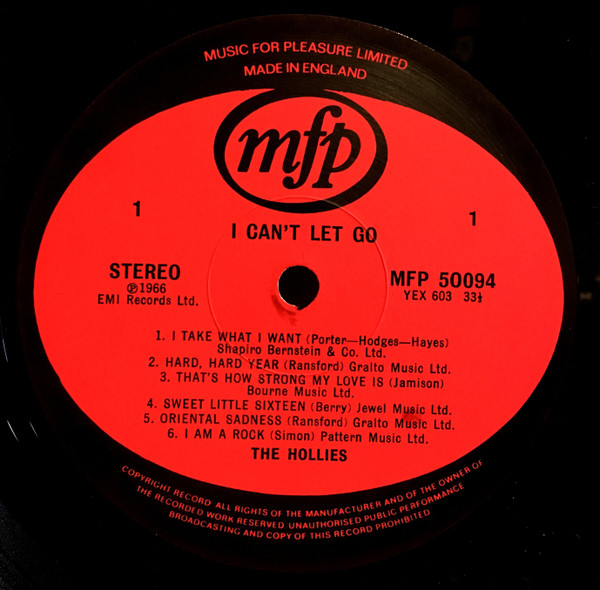 MUSIC FOR PLEASURE LIMITED
MADE IN ENGLAND
mfp
1
1
I CAN'T LET GO
STEREO
℗1966
EMI Records Ltd.
MFP 50094
YEX 603 33⅓
1. I TAKE WHAT I WANT (Porter—Hodges—Hayes)
Shapiro Bernstein & Co. Ltd.
2. HARD, HARD YEAR (Ransford) Gralto Music Ltd.
3. THAT'S HOW STRONG MY LOVE IS (Jamison)
Bourne Music Ltd.
4. SWEET LITTLE SIXTEEN (Berry) Jewel Music Ltd.
5. ORIENTAL SADNESS (Ransford) Gralto Music Ltd.
6. I AM A ROCK (Simon) Pattern Music Ltd.
THE HOLLIES
COPYRIGHT RECORD ALL RIGHTS OF THE MANUFACTURER AND OF THE OWNER OF
THE RECORDED WORK RESERVED UNAUTHORISED PUBLIC PERFORMANCE
BROADCASTING AND COPY OF THIS RECORD PROHIBITED